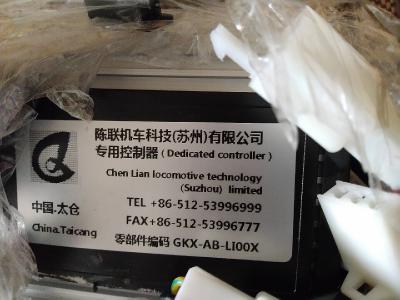 陈联机车科技(苏州)有限公司
专用控制器 ( Dedicated controller )
Chen Lian locomotive technology
(Suzhou) limited
TEL +86-512-53996999
中国.太仓
FAX+86-512-53996777
China.Taicang
零部件编码 GKX-AB-LI00X